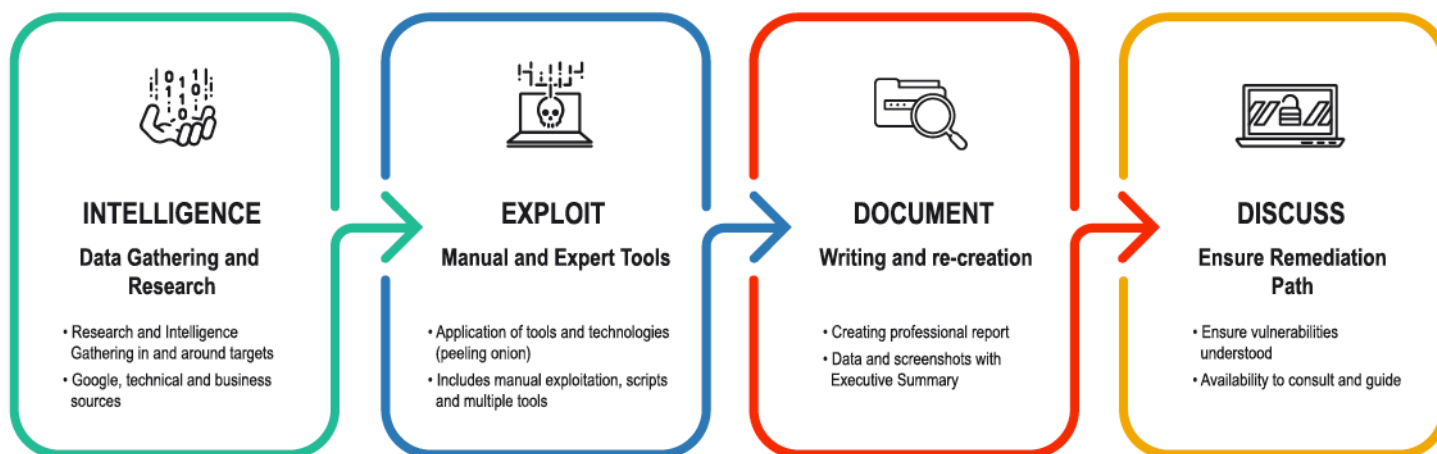 INTELLIGENCE
Data Gathering and
Research
• Research and Intelligence
Gathering in and around targets
• Google, technical and business
sources
EXPLOIT
Manual and Expert Tools
• Application of tools and technologies
(peeling onion)
• Includes manual exploitation, scripts
and multiple tools
DOCUMENT
Writing and re-creation
• Creating professional report
• Data and screenshots with
Executive Summary
DISCUSS
Ensure Remediation
Path
• Ensure vulnerabilities
understood
• Availability to consult and guide